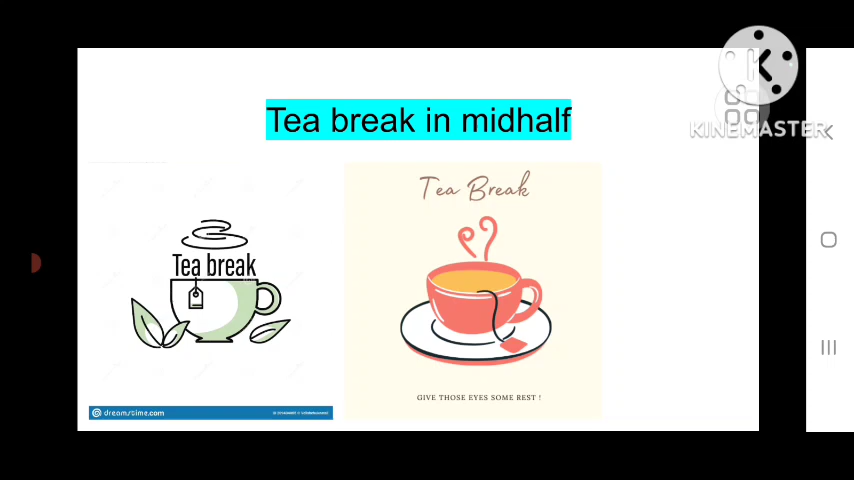 Tea break in midhalf
KINEMASTER
Tea Break
Tea break
GIVE THOSE EYES SOME REST !
dreamstime.com